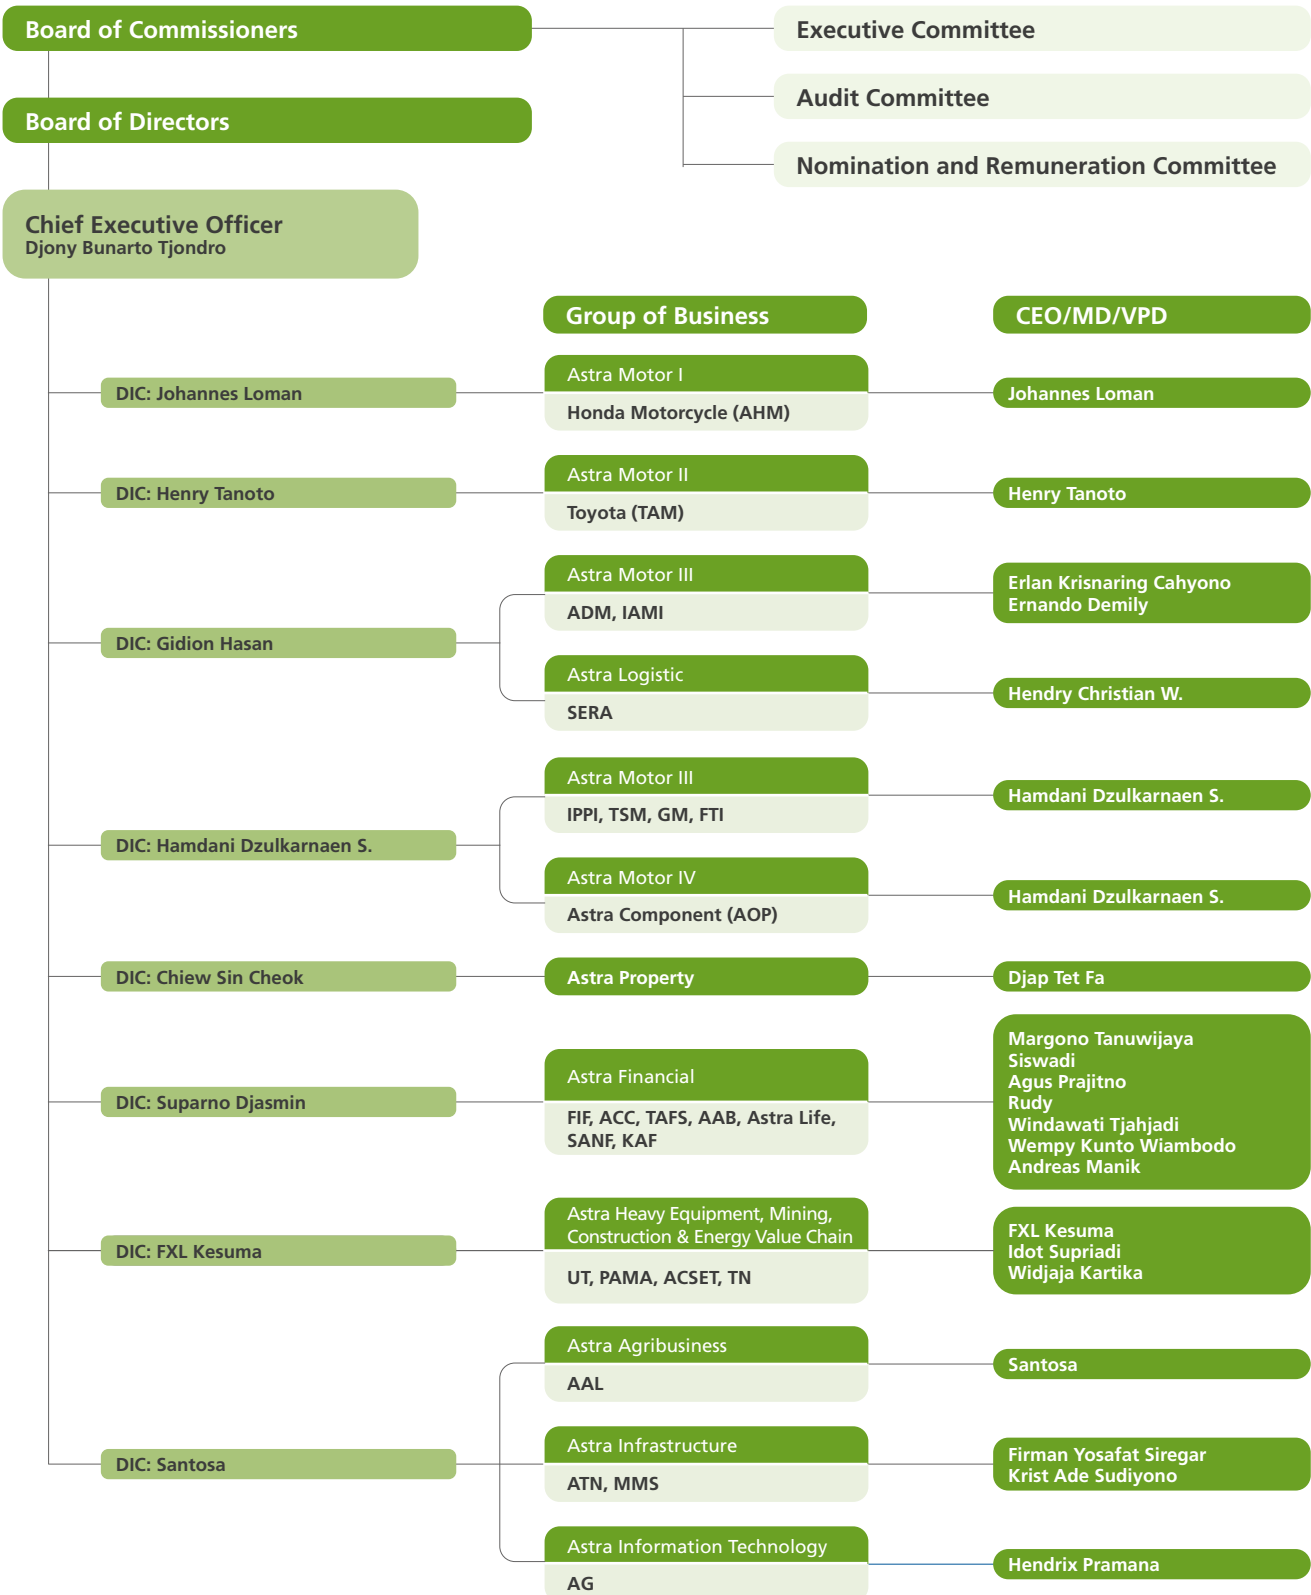 Board of Commissioners
Executive Committee
Audit Committee
Board of Directors
Nomination and Remuneration Committee
Chief Executive Officer
Djony Bunarto Tjondro
Group of Business
CEO/MD/VPD
DIC: Johannes Loman
Astra Motor I
Honda Motorcycle (AHM)
Johannes Loman
DIC: Henry Tanoto
Astra Motor II
Toyota (TAM)
Henry Tanoto
DIC: Gidion Hasan
Astra Motor III
ADM, IAMI
Erlan Krisnaring Cahyono
Ernando Demily
Astra Logistic
SERA
Hendry Christian W.
DIC: Hamdani Dzulkarnaen S.
Astra Motor III
IPPI, TSM, GM, FTI
Hamdani Dzulkarnaen S.
Astra Motor IV
Astra Component (AOP)
Hamdani Dzulkarnaen S.
DIC: Chiew Sin Cheok
Astra Property
Djap Tet Fa
DIC: Suparno Djasmin
Astra Financial
FIF, ACC, TAFS, AAB, Astra Life,
SANF, KAF
Margono Tanuwijaya
Siswadi
Agus Prajitno
Rudy
Windawati Tjahjadi
Wempy Kunto Wiambodo
Andreas Manik
DIC: FXL Kesuma
Astra Heavy Equipment, Mining,
Construction & Energy Value Chain
UT, PAMA, ACSET, TN
FXL Kesuma
Idot Supriadi
Widjaja Kartika
DIC: Santosa
Astra Agribusiness
AAL
Santosa
Astra Infrastructure
ATN, MMS
Firman Yosafat Siregar
Krist Ade Sudiyono
Astra Information Technology
AG
Hendrix Pramana